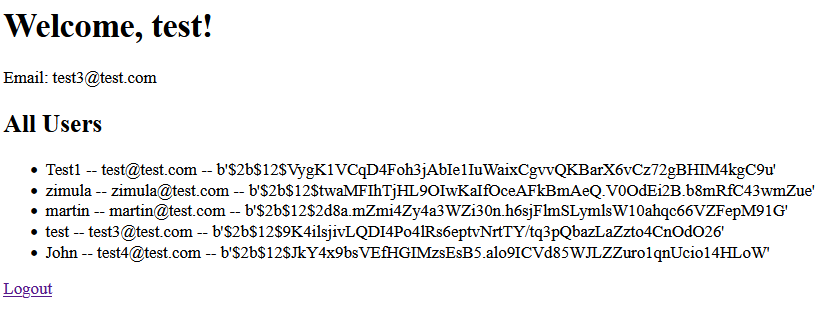 Welcome, test!
Email: test3@test.com
All Users
• Test1 -- test@test.com -- b'$2b$12$VygK1VCqD4Foh3jAbIe1IuWaixCgvvQKBarX6vCz72gBHIM4kgC9u'
• zimula -- zimula@test.com -- b'$2b$12$twaMFIhTjHL9OIwKaIfOceAFkBmAeQ.V0OdEi2B.b8mRfC43wmZue'
• martin -- martin@test.com -- b'$2b$12$2d8a.mZmi4Zy4a3WZi30n.h6sjFlmSLymlsW10ahqc66VZFepM91G'
• test -- test3@test.com -- b'$2b$12$9K4ilsjivLQDI4Po4lRs6eptvNrtTY/tq3pQbazLaZzto4CnOdO26'
• John -- test4@test.com -- b'$2b$12$JkY4x9bsVEfHGIMzsEsB5.alo9ICVd85WJLZZuro1qnUcio14HLoW'
Logout